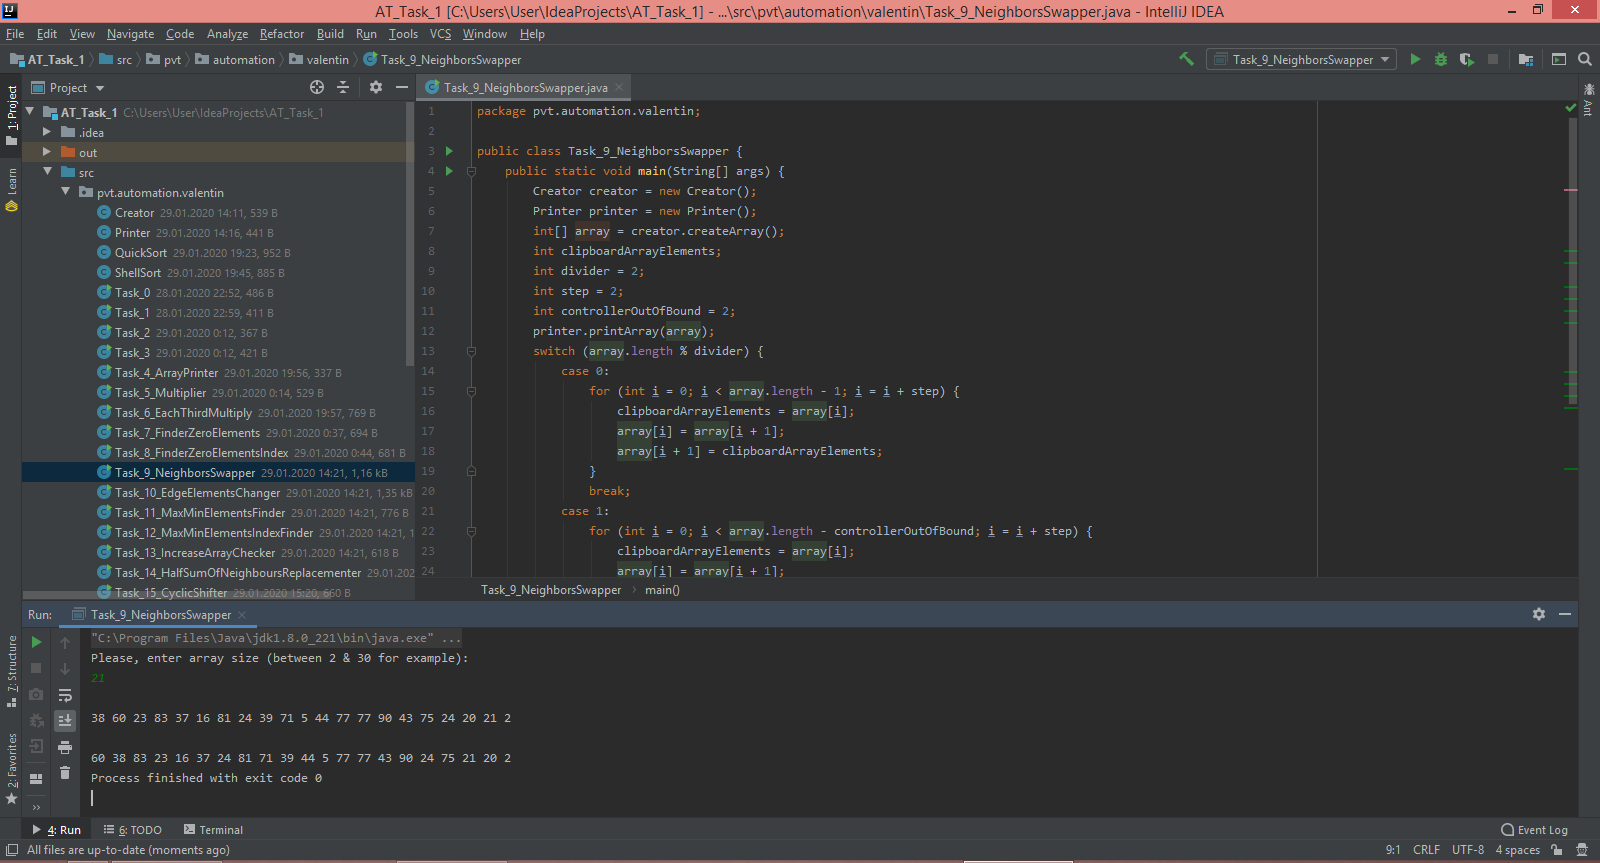 AT_Task_1 [C:\Users\User\IdeaProjects\AT_Task_1] - ...\src\pvt\automation\valentin\Task_9_NeighborsSwapper.java - IntelliJ IDEA
File Edit View Navigate Code Analyze Refactor Build Run Tools VCS Window Help
AT_Task_1 src pvt automation valentin Task_9_NeighborsSwapper
Task_9_NeighborsSwapper
Project
Task_9_NeighborsSwapper.java
1: Project
Learn
7: Structure
2: Favorites
Ant
AT_Task_1 C:\Users\User\IdeaProjects\AT_Task_1
.idea
out
src
pvt.automation.valentin
Creator 29.01.2020 14:11, 539 B
Printer 29.01.2020 14:16, 441 B
QuickSort 29.01.2020 19:23, 952 B
ShellSort 29.01.2020 19:45, 885 B
Task_0 28.01.2020 22:52, 486 B
Task_1 28.01.2020 22:59, 411 B
Task_2 29.01.2020 0:12, 367 B
Task_3 29.01.2020 0:12, 421 B
Task_4_ArrayPrinter 29.01.2020 19:56, 337 B
Task_5_Multiplier 29.01.2020 0:14, 529 B
Task_6_EachThirdMultiply 29.01.2020 19:57, 769 B
Task_7_FinderZeroElements 29.01.2020 0:37, 694 B
Task_8_FinderZeroElementsIndex 29.01.2020 0:44, 681 B
Task_9_NeighborsSwapper 29.01.2020 14:21, 1,16 kB
Task_10_EdgeElementsChanger 29.01.2020 14:21, 1,35 kB
Task_11_MaxMinElementsFinder 29.01.2020 14:21, 776 B
Task_12_MaxMinElementsIndexFinder 29.01.2020 14:21, 1
Task_13_IncreaseArrayChecker 29.01.2020 14:21, 618 B
Task_14_HalfSumOfNeighboursReplacementer 29.01.202
Task_15_CyclicShifter 29.01.2020 15:20, 660 B
1 package pvt.automation.valentin;
2
3 public class Task_9_NeighborsSwapper {
4 public static void main(String[] args) {
5 Creator creator = new Creator();
6 Printer printer = new Printer();
7 int[] array = creator.createArray();
8 int clipboardArrayElements;
9 int divider = 2;
10 int step = 2;
11 int controllerOutOfBound = 2;
12 printer.printArray(array);
13 switch (array.length % divider) {
14 case 0:
15 for (int i = 0; i < array.length - 1; i = i + step) {
16 clipboardArrayElements = array[i];
17 array[i] = array[i + 1];
18 array[i + 1] = clipboardArrayElements;
19 }
20 break;
21 case 1:
22 for (int i = 0; i < array.length - controllerOutOfBound; i = i + step) {
23 clipboardArrayElements = array[i];
24 array[i] = array[i + 1];
Task_9_NeighborsSwapper main()
Run: Task_9_NeighborsSwapper
"C:\Program Files\Java\jdk1.8.0_221\bin\java.exe" ...
Please, enter array size (between 2 & 30 for example):
21
38 60 23 83 37 16 81 24 39 71 5 44 77 77 90 43 75 24 20 21 2
60 38 83 23 16 37 24 81 71 39 44 5 77 77 43 90 24 75 21 20 2
Process finished with exit code 0
4: Run 6: TODO Terminal Event Log
All files are up-to-date (moments ago) 9:1 CRLF UTF-8 4 spaces